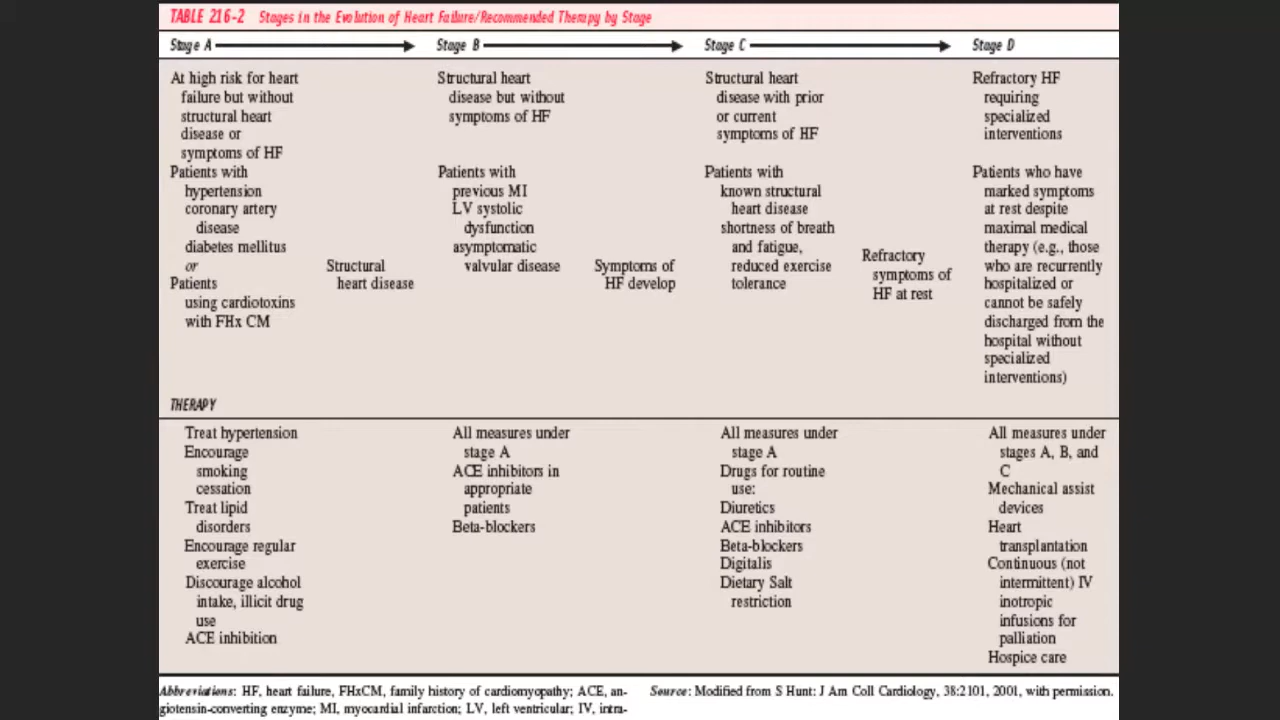 TABLE 216-2 Stages in the Evolution of Heart Failure/Recommended Therapy by Stage
Stage A
Stage B
Stage C
Stage D
At high risk for heart
failure but without
structural heart
disease or
symptoms of HF
Patients with
hypertension
coronary artery
disease
diabetes mellitus
or
Patients
using cardiotoxins
with FHx CM
Structural
heart disease
Structural heart
disease but without
symptoms of HF
Patients with
previous MI
LV systolic
dysfunction
asymptomatic
valvular disease
Symptoms of
HF develop
Structural heart
disease with prior
or current
symptoms of HF
Patients with
known structural
heart disease
shortness of breath
and fatigue,
reduced exercise
tolerance
Refractory
symptoms of
HF at rest
Refractory HF
requiring
specialized
interventions
Patients who have
marked symptoms
at rest despite
maximal medical
therapy (e.g., those
who are recurrently
hospitalized or
cannot be safely
discharged from the
hospital without
specialized
interventions)
THERAPY
Treat hypertension
Encourage
smoking
cessation
Treat lipid
disorders
Encourage regular
exercise
Discourage alcohol
intake, illicit drug
use
ACE inhibition
All measures under
stage A
ACE inhibitors in
appropriate
patients
Beta-blockers
All measures under
stage A
Drugs for routine
use:
Diuretics
ACE inhibitors
Beta-blockers
Digitalis
Dietary Salt
restriction
All measures under
stages A, B, and
C
Mechanical assist
devices
Heart
transplantation
Continuous (not
intermittent) IV
inotropic
infusions for
palliation
Hospice care
Abbreviations: HF, heart failure, FHxCM, family history of cardiomyopathy; ACE, an-
giotensin-converting enzyme; MI, myocardial infarction; LV, left ventricular; IV, intra-
Source: Modified from S Hunt: J Am Coll Cardiology, 38:2101, 2001, with permission.